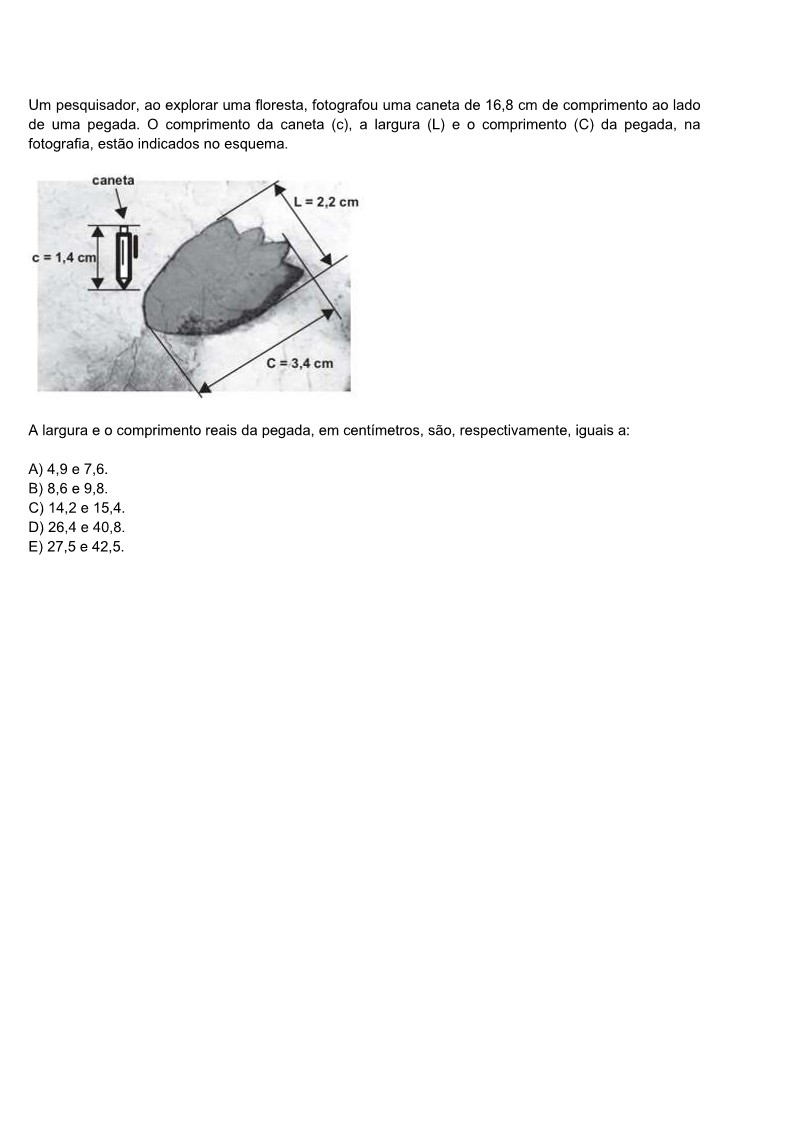 Um pesquisador, ao explorar uma floresta, fotografou uma caneta de 16,8 cm de comprimento ao lado
de uma pegada. O comprimento da caneta (c), a largura (L) e o comprimento (C) da pegada, na
fotografia, estão indicados no esquema.
caneta
L = 2,2 cm
c = 1,4 cm
C = 3,4 cm
A largura e o comprimento reais da pegada, em centímetros, são, respectivamente, iguais a:
A) 4,9 e 7,6.
B) 8,6 e 9,8.
C) 14,2 e 15,4.
D) 26,4 e 40,8.
E) 27,5 e 42,5.